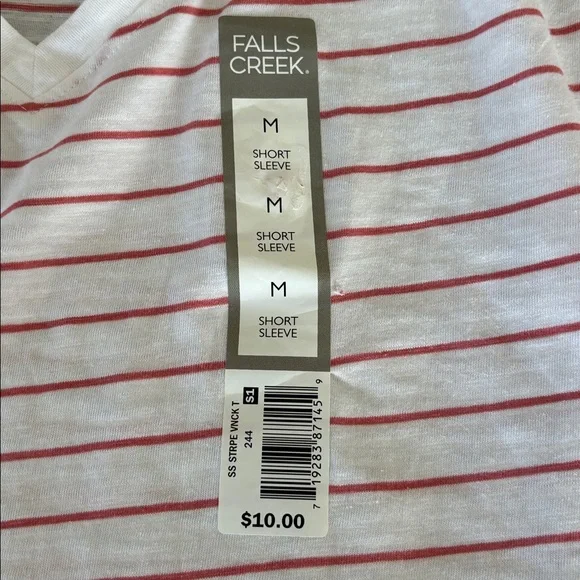 FALLS
CREEK®
M
SHORT
SLEEVE
M
SHORT
SLEEVE
M
SHORT
SLEEVE
SS STRPE VNCK T S1
244
7 19283 87145 9
$10.00